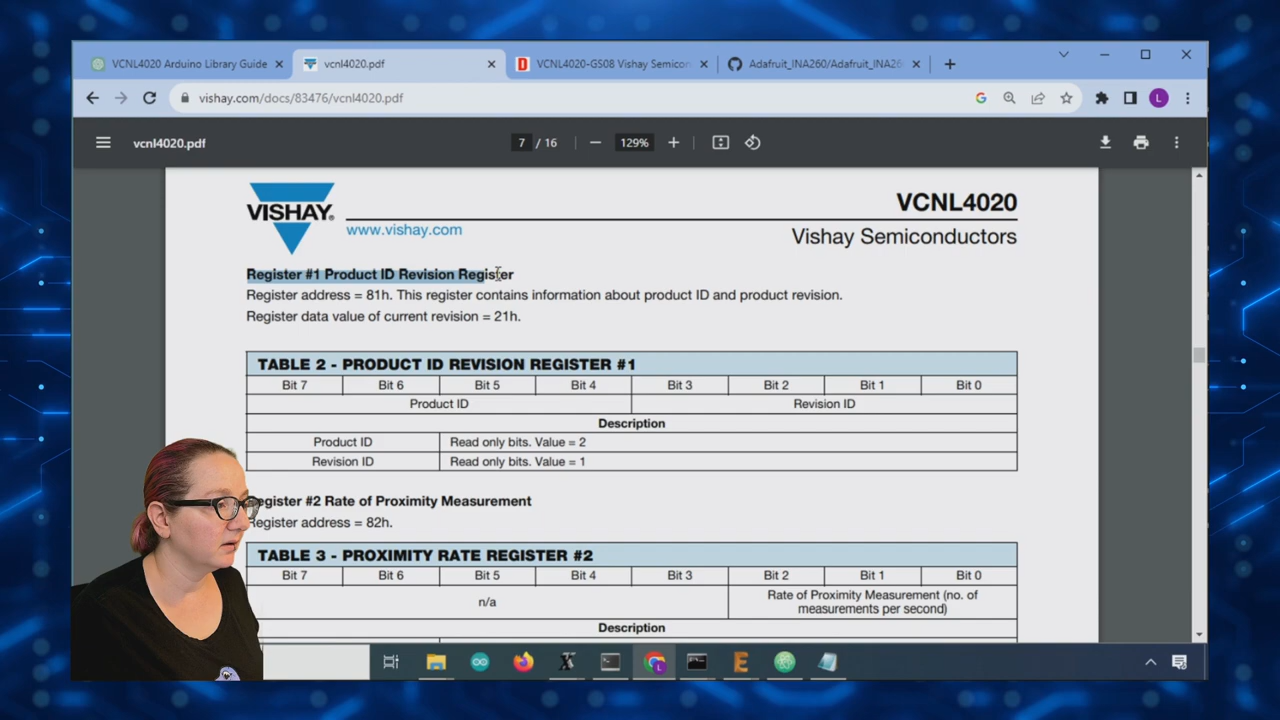 VCNL4020 Arduino Library Guide
vcnl4020.pdf
VCNL4020-GS08 Vishay Semicon
Adafruit_INA260/Adafruit_INA26
vishay.com/docs/83476/vcnl4020.pdf
L
vcnl4020.pdf
7 / 16
129%
VISHAY®
www.vishay.com
VCNL4020
Vishay Semiconductors
Register #1 Product ID Revision Register
Register address = 81h. This register contains information about product ID and product revision.
Register data value of current revision = 21h.
TABLE 2 - PRODUCT ID REVISION REGISTER #1
Bit 7 Bit 6 Bit 5 Bit 4 Bit 3 Bit 2 Bit 1 Bit 0
Product ID Revision ID
Description
Product ID Read only bits. Value = 2
Revision ID Read only bits. Value = 1
egister #2 Rate of Proximity Measurement
egister address = 82h.
TABLE 3 - PROXIMITY RATE REGISTER #2
Bit 7 Bit 6 Bit 5 Bit 4 Bit 3 Bit 2 Bit 1 Bit 0
n/a
Rate of Proximity Measurement (no. of
measurements per second)
Description